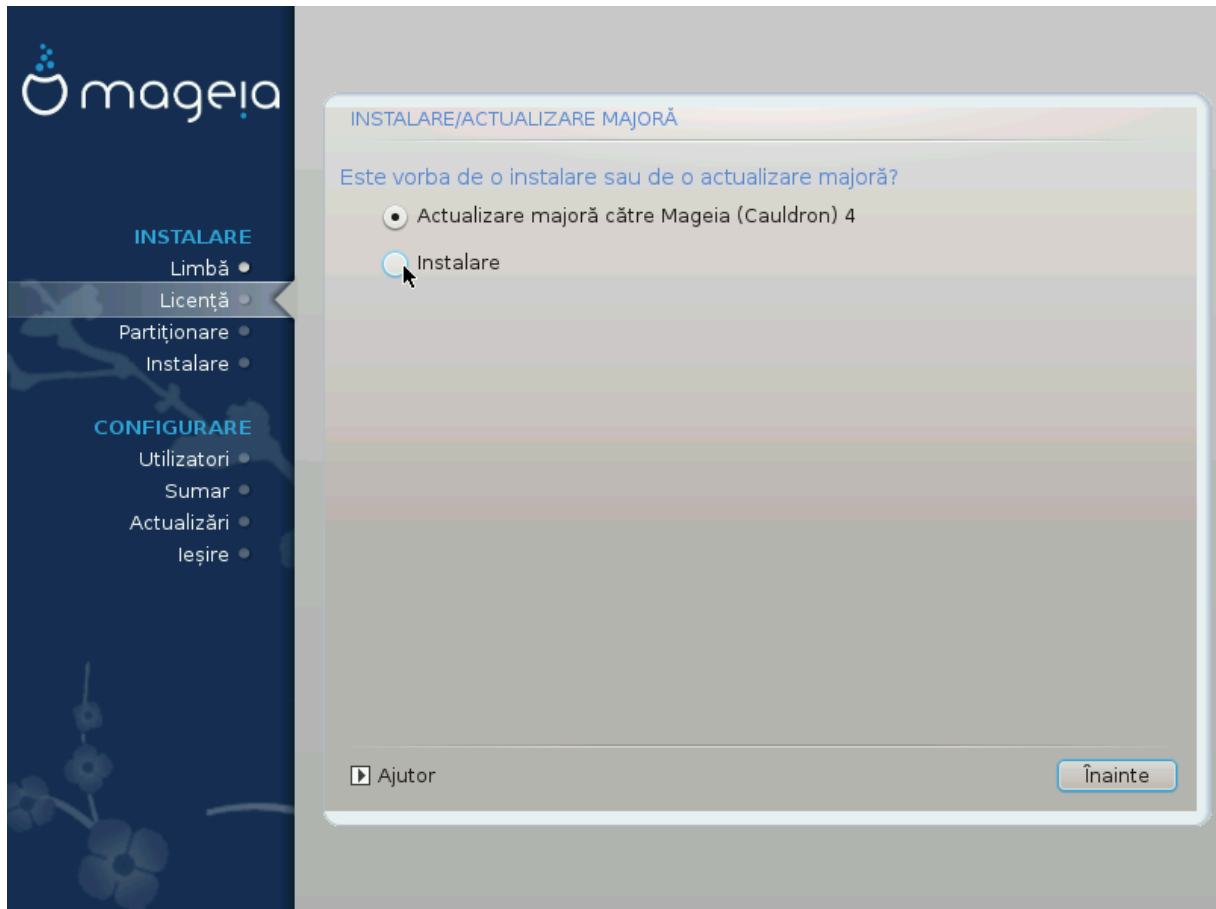 mageia
INSTALARE
Limbă
Licență
Partiționare
Instalare
CONFIGURARE
Utilizatori
Sumar
Actualizări
Ieșire
INSTALARE/ACTUALIZARE MAJORĂ
Este vorba de o instalare sau de o actualizare majoră?
Actualizare majoră către Mageia (Cauldron) 4
Instalare
Ajutor
Înainte